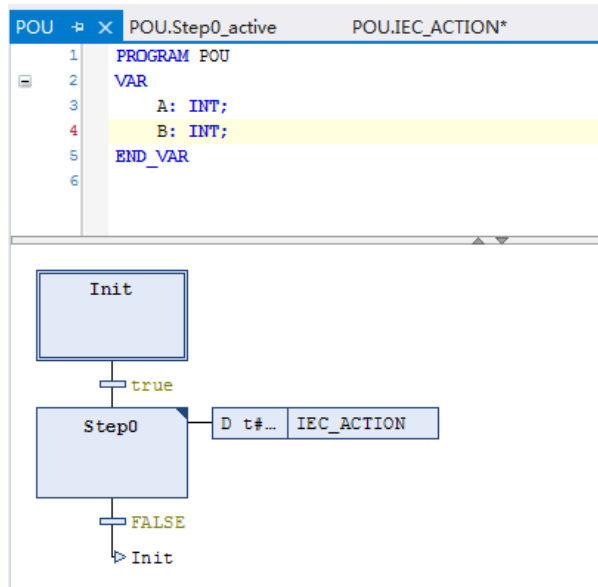 POU POU.Step0_active POU.IEC_ACTION*
1 PROGRAM POU
2 VAR
3 A: INT;
4 B: INT;
5 END_VAR
6
Init
true
Step0 D t#… IEC_ACTION
FALSE
Init